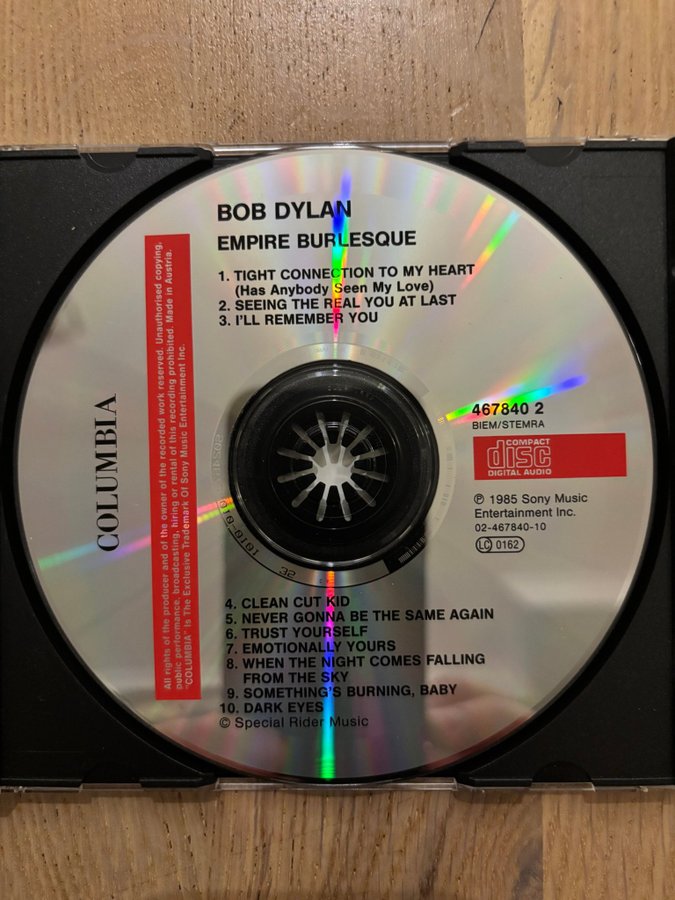 BOB DYLAN
EMPIRE BURLESQUE
1. TIGHT CONNECTION TO MY HEART
(Has Anybody Seen My Love)
2. SEEING THE REAL YOU AT LAST
3. I'LL REMEMBER YOU
COLUMBIA
All rights of the producer and of the owner of the recorded work reserved. Unauthorised copying,
public performance, broadcasting, hiring or rental of this recording prohibited. Made in Austria.
"COLUMBIA" Is The Exclusive Trademark Of Sony Music Entertainment Inc.
467840 2
BIEM/STEMRA
COMPACT
disc
DIGITAL AUDIO
℗ 1985 Sony Music
Entertainment Inc.
02-467840-10
LC 0162
32
4. CLEAN CUT KID
5. NEVER GONNA BE THE SAME AGAIN
6. TRUST YOURSELF
7. EMOTIONALLY YOURS
8. WHEN THE NIGHT COMES FALLING
FROM THE SKY
9. SOMETHING'S BURNING, BABY
10. DARK EYES
© Special Rider Music